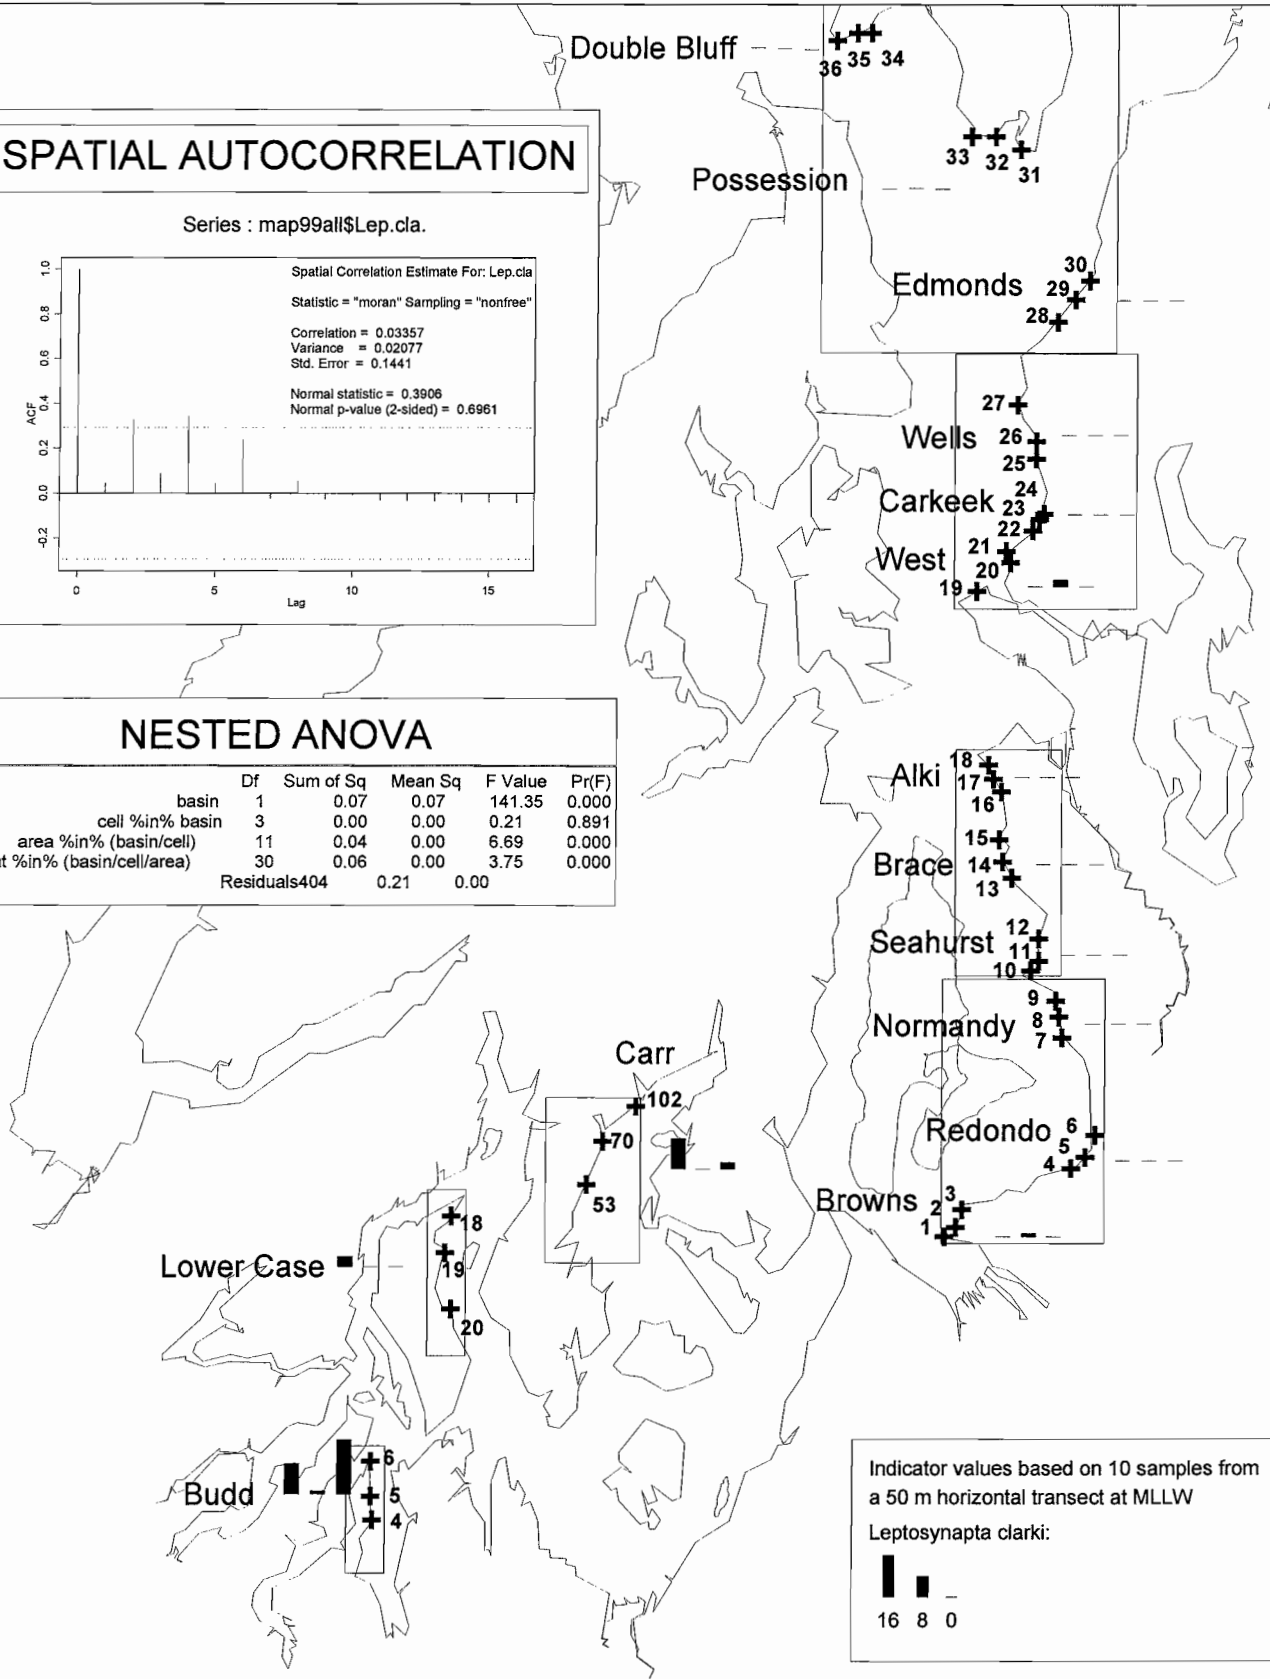 Double Bluff
36 35 34
33 32 31
Possession
SPATIAL AUTOCORRELATION
Series : map99all$Lep.cla.
Spatial Correlation Estimate For: Lep.cla
Statistic = "moran" Sampling = "nonfree"
Correlation = 0.03357
Variance = 0.02077
Std. Error = 0.1441
Normal statistic = 0.3906
Normal p-value (2-sided) = 0.6961
ACF
1.0
0.8
0.6
0.4
0.2
0.0
-0.2
0 5 10 15
Lag
Edmonds
30
29
28
27
Wells
26
25
24
Carkeek
23
22
West
21
20
19
NESTED ANOVA
Df Sum of Sq Mean Sq F Value Pr(F)
basin 1 0.07 0.07 141.35 0.000
cell %in% basin 3 0.00 0.00 0.21 0.891
area %in% (basin/cell) 11 0.04 0.00 6.69 0.000
t %in% (basin/cell/area) 30 0.06 0.00 3.75 0.000
Residuals404 0.21 0.00
Alki
18
17
16
15
Brace
14
13
12
Seahurst
11
10
9
Normandy
8
7
Redondo
6
5
4
Browns
3
2
1
Carr
102
70
53
Lower Case
18
19
20
Budd
6
5
4
Indicator values based on 10 samples from
a 50 m horizontal transect at MLLW
Leptosynapta clarki:
16 8 0